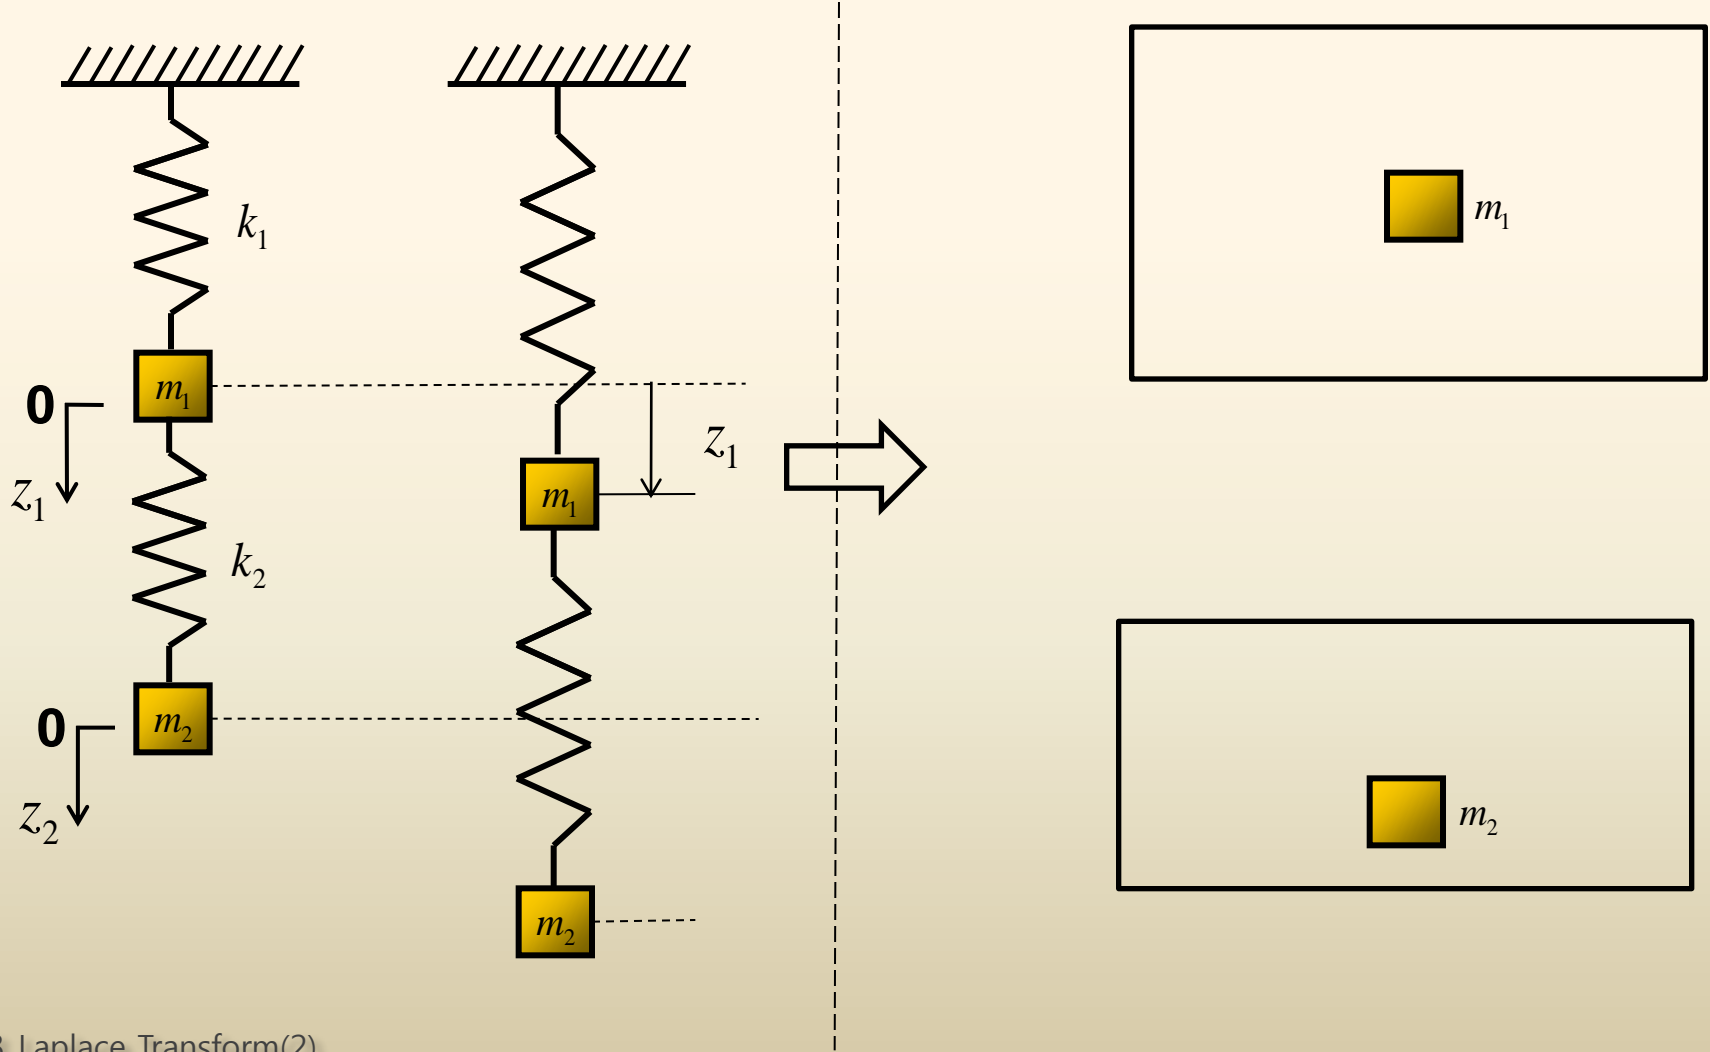 k₁
m₁
0
z₁
k₂
m₂
0
z₂
m₁
z₁
m₂
m₁
m₂
Laplace Transform(2)